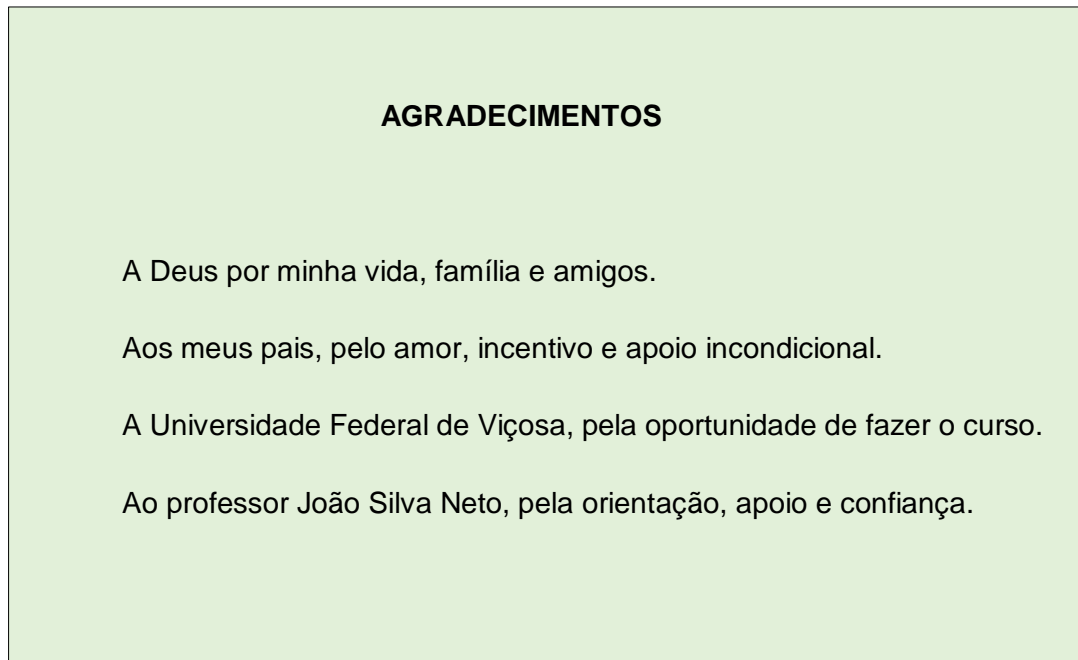 AGRADECIMENTOS
A Deus por minha vida, família e amigos.
Aos meus pais, pelo amor, incentivo e apoio incondicional.
A Universidade Federal de Viçosa, pela oportunidade de fazer o curso.
Ao professor João Silva Neto, pela orientação, apoio e confiança.